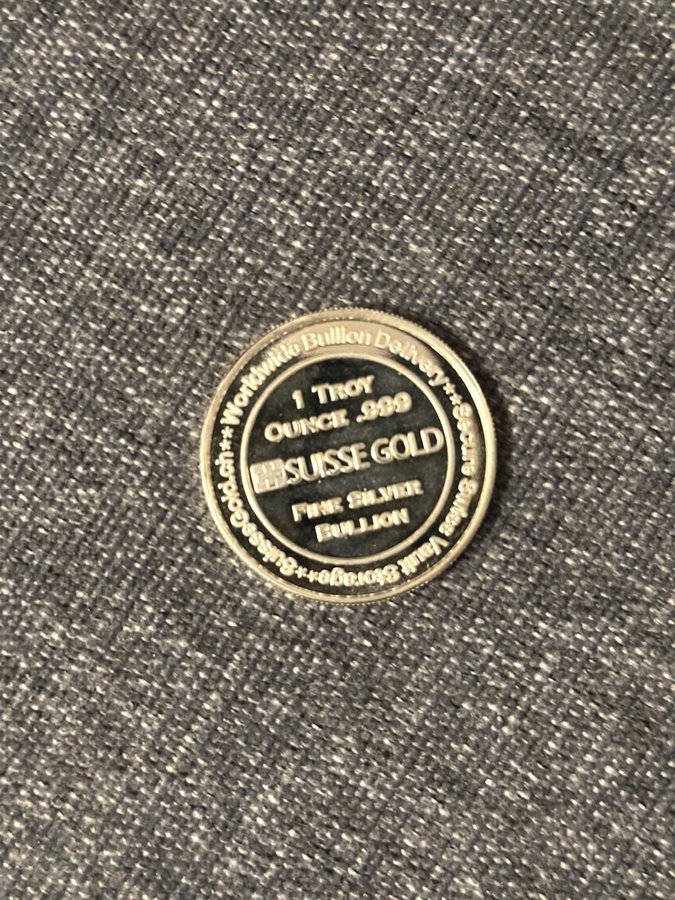 Worldwide Bullion Delivery**Secure Swiss Vault Storage**SuisseGold.ch**
1 TROY
OUNCE .999
SUISSE GOLD
FINE SILVER
BULLION